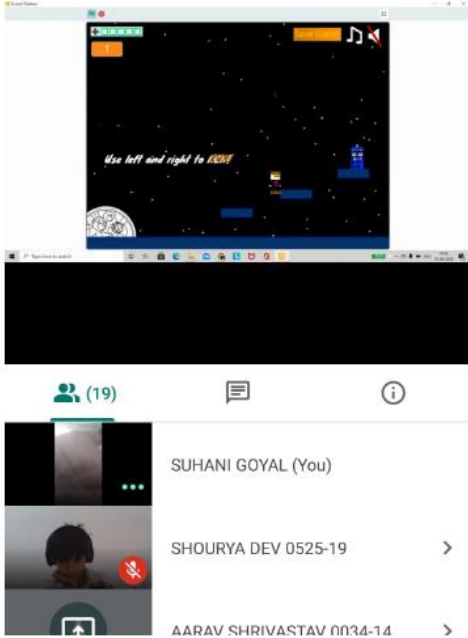 1
Save Game
Use left and right to
(19)
SUHANI GOYAL (You)
SHOURYA DEV 0525-19
AARAV SHRIVASTAV 0034-14